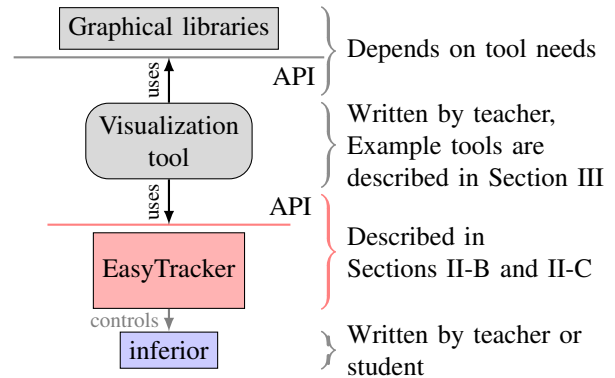 Graphical libraries
Depends on tool needs
API
uses
Visualization
tool
Written by teacher,
Example tools are
described in Section III
uses
API
EasyTracker
Described in
Sections II-B and II-C
controls
inferior
Written by teacher or
student